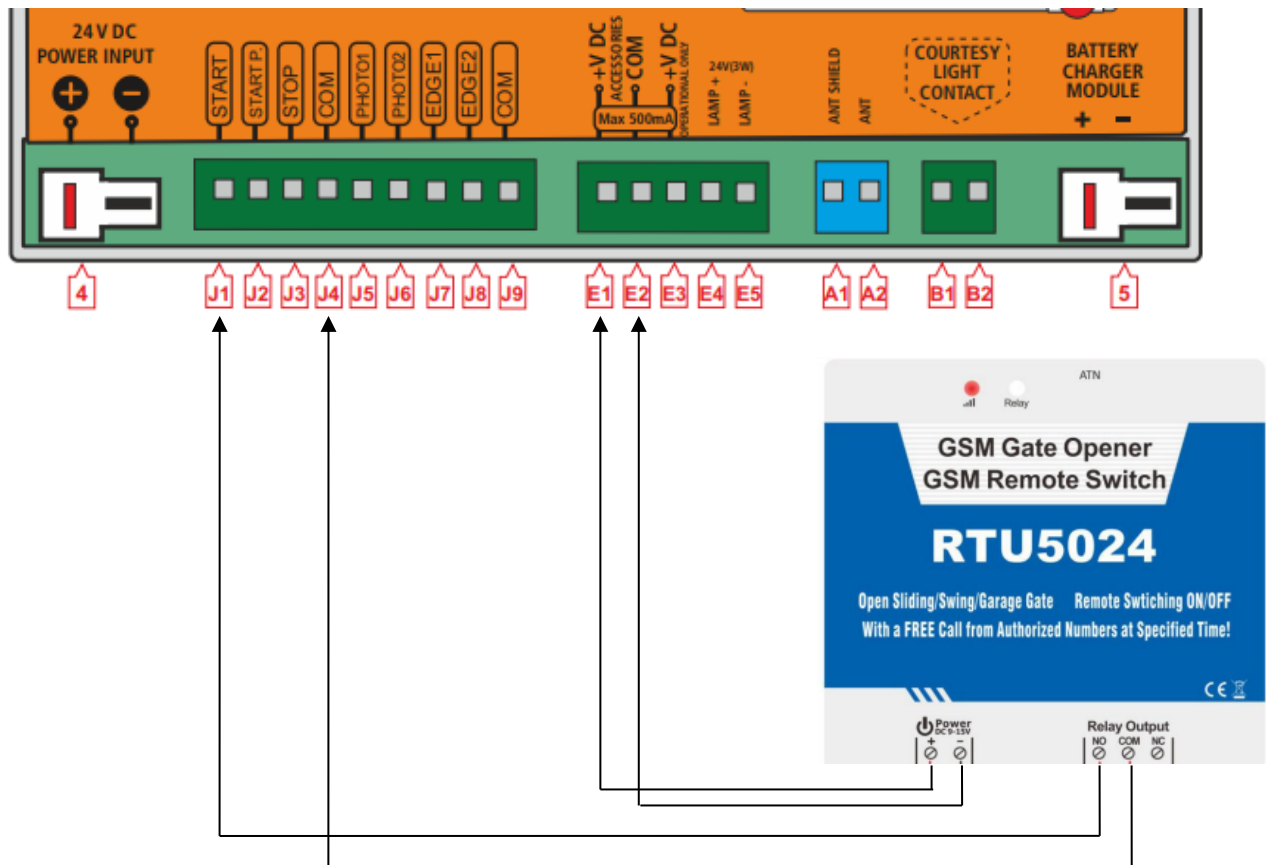 24 V DC
POWER INPUT
+ −
START
START P.
STOP
COM
PHOTO1
PHOTO2
EDGE1
EDGE2
COM
+V DC
ACCESSORIES
COM
+V DC
OPERATIONAL ONLY
Max 500mA
24V(3W)
LAMP +
LAMP -
ANT SHIELD
ANT
COURTESY
LIGHT
CONTACT
BATTERY
CHARGER
MODULE
+ −
4 J1 J2 J3 J4 J5 J6 J7 J8 J9 E1 E2 E3 E4 E5 A1 A2 B1 B2 5
ATN
Relay
GSM Gate Opener
GSM Remote Switch
RTU5024
Open Sliding/Swing/Garage Gate Remote Swtiching ON/OFF
With a FREE Call from Authorized Numbers at Specified Time!
CE
Power
DC 9-15V
+ −
Relay Output
NO COM NC